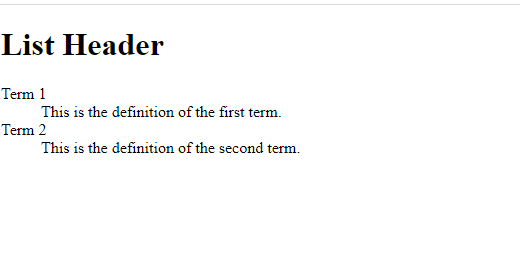 List Header
Term 1
This is the definition of the first term.
Term 2
This is the definition of the second term.